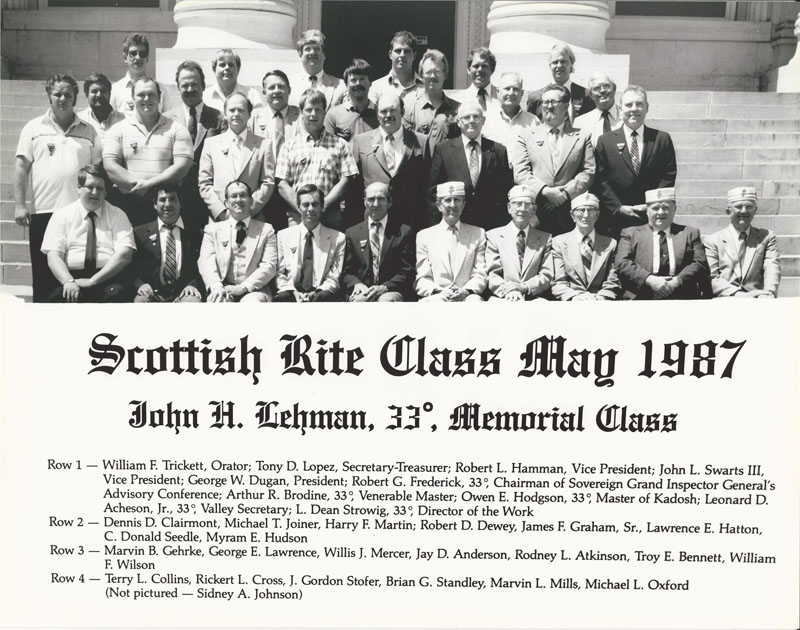 Scottish Rite Class May 1987
John H. Lehman, 33°, Memorial Class
Row 1 — William F. Trickett, Orator; Tony D. Lopez, Secretary-Treasurer; Robert L. Hamman, Vice President; John L. Swarts III,
Vice President; George W. Dugan, President; Robert G. Frederick, 33°, Chairman of Sovereign Grand Inspector General's
Advisory Conference; Arthur R. Brodine, 33°, Venerable Master; Owen E. Hodgson, 33°, Master of Kadosh; Leonard D.
Acheson, Jr., 33°, Valley Secretary; L. Dean Strowig, 33°, Director of the Work
Row 2 — Dennis D. Clairmont, Michael T. Joiner, Harry F. Martin; Robert D. Dewey, James F. Graham, Sr., Lawrence E. Hatton,
C. Donald Seedle, Myram E. Hudson
Row 3 — Marvin B. Gehrke, George E. Lawrence, Willis J. Mercer, Jay D. Anderson, Rodney L. Atkinson, Troy E. Bennett, William
F. Wilson
Row 4 — Terry L. Collins, Rickert L. Cross, J. Gordon Stofer, Brian G. Standley, Marvin L. Mills, Michael L. Oxford
(Not pictured — Sidney A. Johnson)